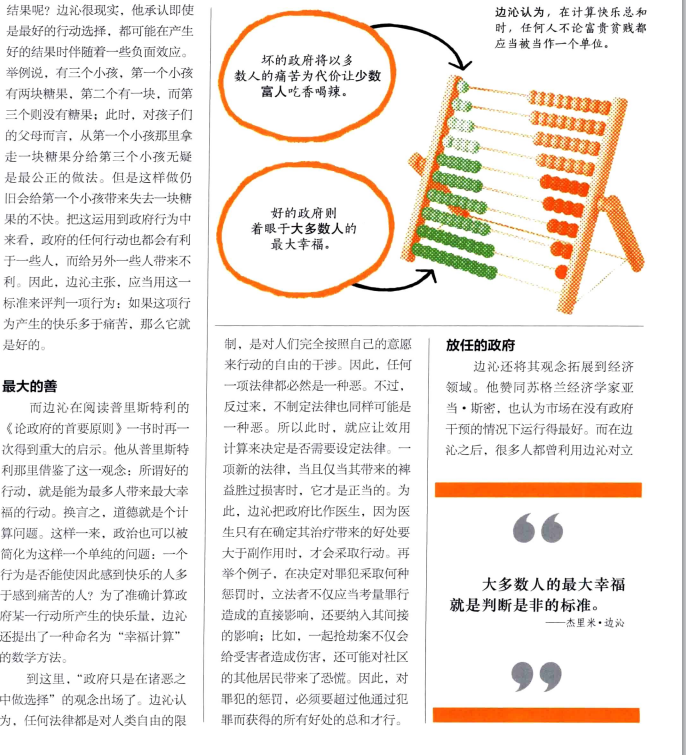 结果呢？边沁很现实，他承认即使
是最好的行动选择，都可能在产生
好的结果时伴随着一些负面效应。
举例说，有三个小孩，第一个小孩
有两块糖果，第二个有一块，而第
三个则没有糖果；此时，对孩子们
的父母而言，从第一个小孩那里拿
走一块糖果分给第三个小孩无疑
是最公正的做法。但是这样做仍
旧会给第一个小孩带来失去一块糖
果的不快。把这运用到政府行为中
来看，政府的任何行动也都会有利
于一些人，而给另外一些人带来不
利。因此，边沁主张，应当用这一
标准来评判一项行为：如果这项行
为产生的快乐多于痛苦，那么它就
是好的。
坏的政府将以多
数人的痛苦为代价让少数
富人吃香喝辣。
好的政府则
着眼于大多数人的
最大幸福。
边沁认为，在计算快乐总和
时，任何人不论富贵贫贱都
应当被当作一个单位。
最大的善
而边沁在阅读普里斯特利的
《论政府的首要原则》一书时再一
次得到重大的启示。他从普里斯特
利那里借鉴了这一观念：所谓好的
行动，就是能为最多人带来最大幸
福的行动。换言之，道德就是个计
算问题。这样一来，政治也可以被
简化为这样一个单纯的问题：一个
行为是否能使因此感到快乐的人多
于感到痛苦的人？为了准确计算政
府某一行动所产生的快乐量，边沁
还提出了一种命名为“幸福计算”
的数学方法。
到这里，“政府只是在诸恶之
中做选择”的观念出场了。边沁认
为，任何法律都是对人类自由的限
制，是对人们完全按照自己的意愿
来行动的自由的干涉。因此，任何
一项法律都必然是一种恶。不过，
反过来，不制定法律也同样可能是
一种恶。所以此时，就应让效用
计算来决定是否需要设定法律。一
项新的法律，当且仅当其带来的裨
益胜过损害时，它才是正当的。为
此，边沁把政府比作医生，因为医
生只有在确定其治疗带来的好处要
大于副作用时，才会采取行动。再
举个例子，在决定对罪犯采取何种
惩罚时，立法者不仅应当考量罪行
造成的直接影响，还要纳入其间接
的影响；比如，一起抢劫案不仅会
给受害者造成伤害，还可能对社区
的其他居民带来了恐慌。因此，对
罪犯的惩罚，必须要超过他通过犯
罪而获得的所有好处的总和才行。
放任的政府
边沁还将其观念拓展到经济
领域。他赞同苏格兰经济学家亚
当·斯密，也认为市场在没有政府
干预的情况下运行得最好。而在边
沁之后，很多人都曾利用边沁对立
“
大多数人的最大幸福
就是判断是非的标准。
——杰里米·边沁
”